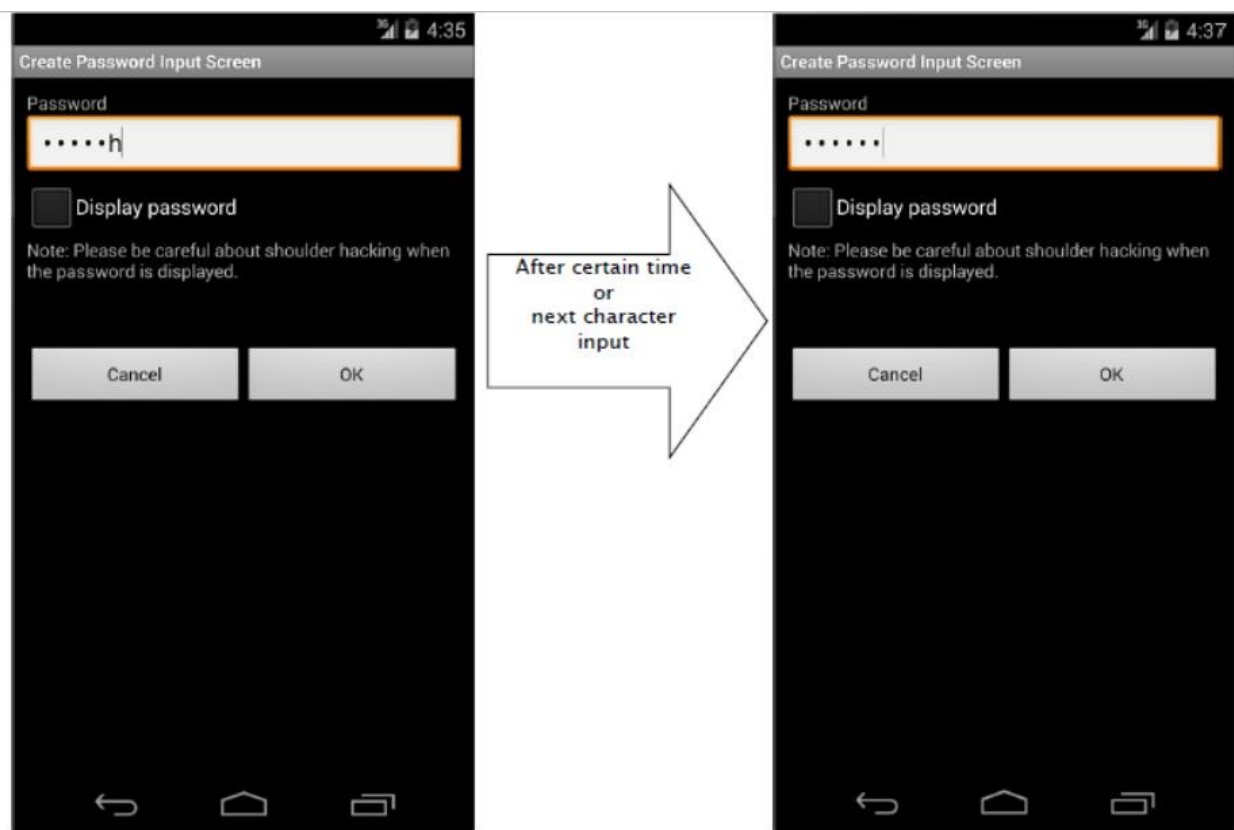 3G 4:35
Create Password Input Screen
Password
•••••h
Display password
Note: Please be careful about shoulder hacking when
the password is displayed.
Cancel OK
After certain time
or
next character
input
3G 4:37
Create Password Input Screen
Password
••••••
Display password
Note: Please be careful about shoulder hacking when
the password is displayed.
Cancel OK